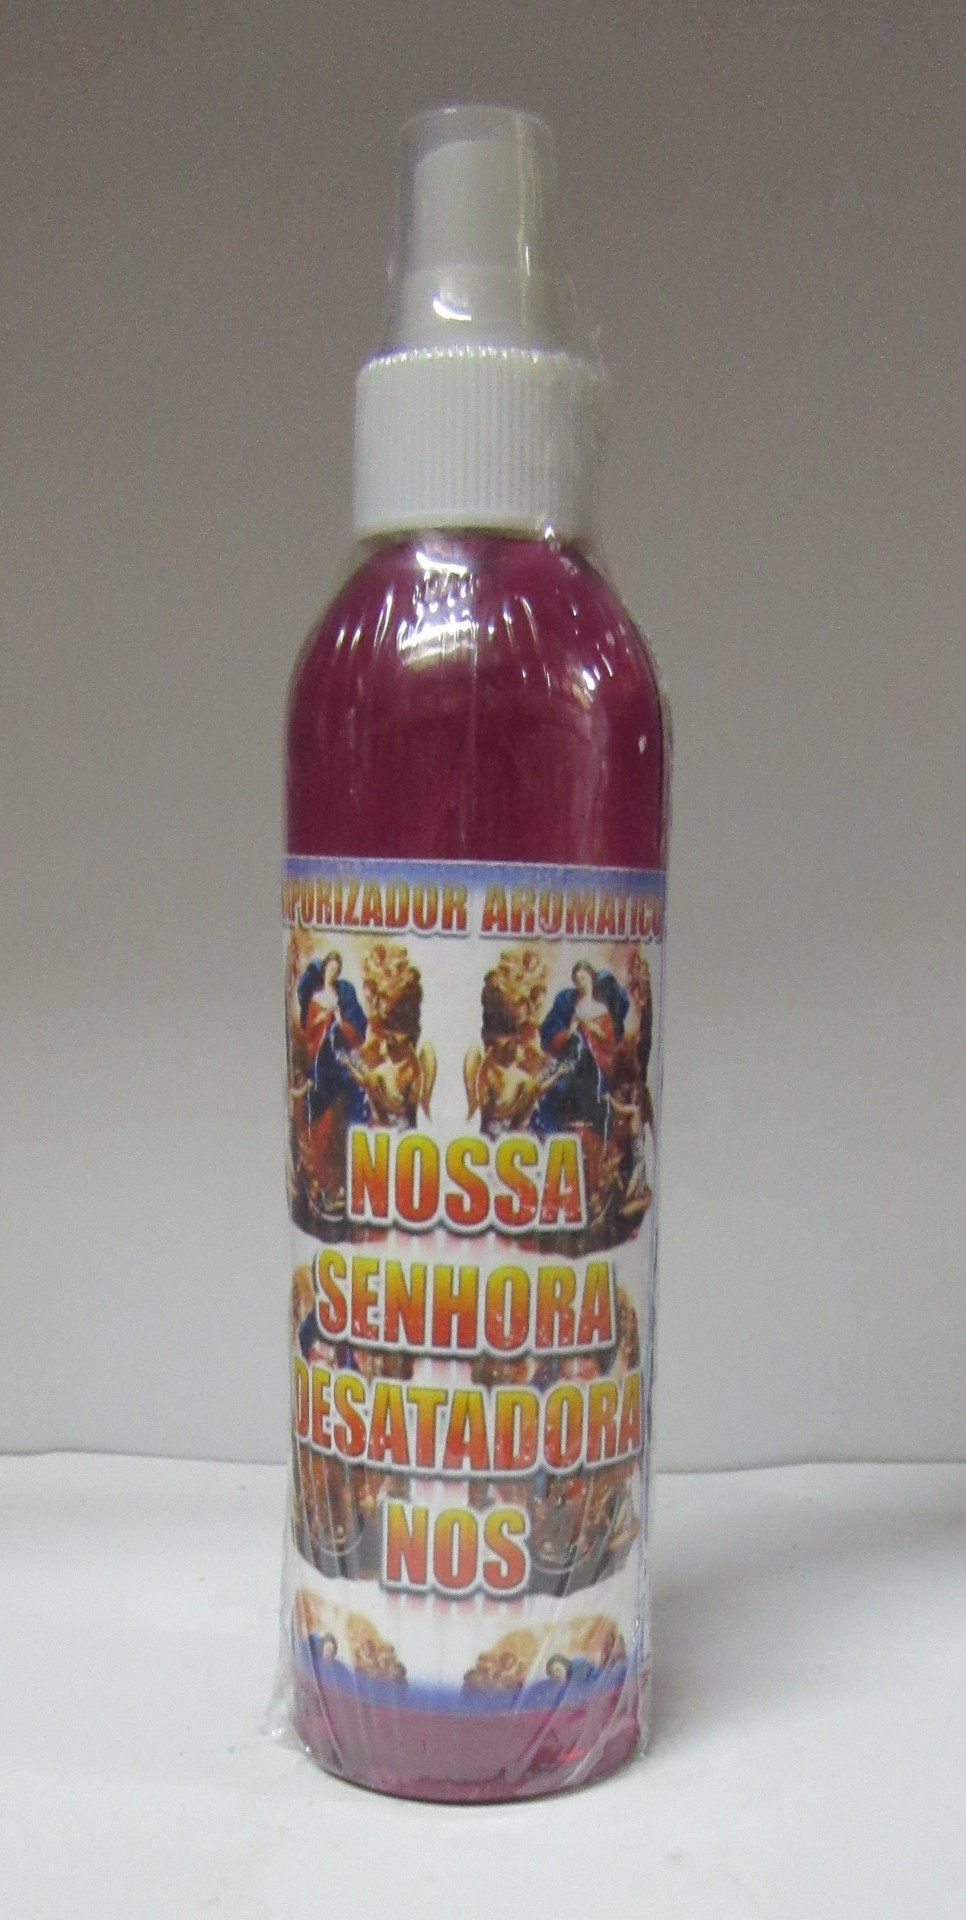 APORIZADOR AROMATICO
NOSSA
SENHORA
DESATADORA
NOS